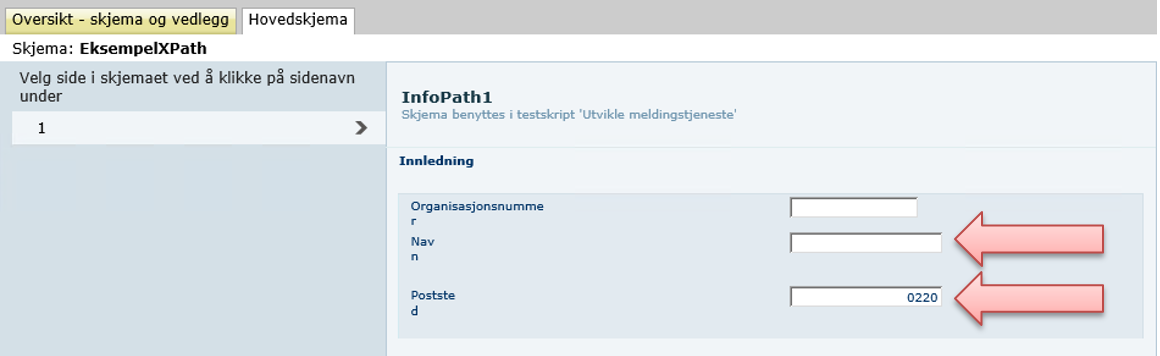 Oversikt - skjema og vedlegg
Hovedskjema
Skjema: EksempelXPath
Velg side i skjemaet ved å klikke på sidenavn
under
1
InfoPath1
Skjema benyttes i testskript 'Utvikle meldingstjeneste'
Innledning
Organisasjonsnumme
r
Nav
n
Postste
d
0220